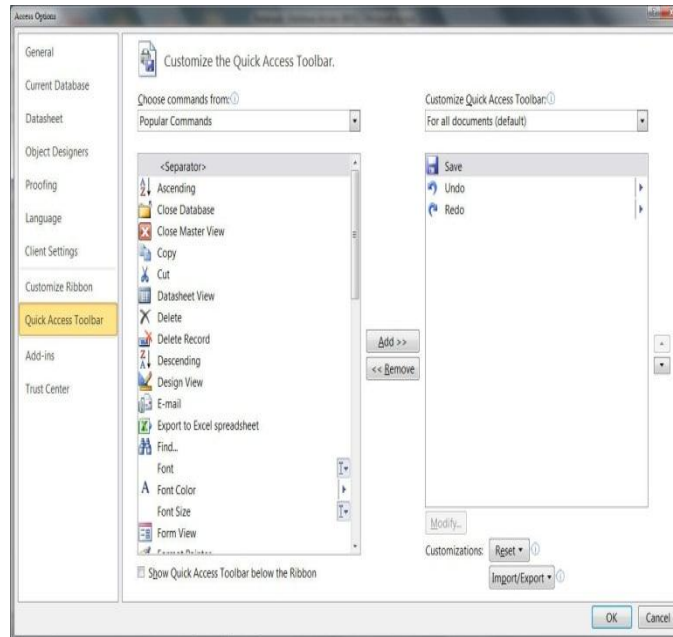 Access Options
General
Current Database
Datasheet
Object Designers
Proofing
Language
Client Settings
Customize Ribbon
Quick Access Toolbar
Add-ins
Trust Center
Customize the Quick Access Toolbar.
Choose commands from:
Popular Commands
<Separator>
Ascending
Close Database
Close Master View
Copy
Cut
Datasheet View
Delete
Delete Record
Descending
Design View
E-mail
Export to Excel spreadsheet
Find...
Font
Font Color
Font Size
Form View
Format Painter
Show Quick Access Toolbar below the Ribbon
Add >>
<< Remove
Customize Quick Access Toolbar:
For all documents (default)
Save
Undo
Redo
Modify...
Customizations: Reset
Import/Export
OK Cancel